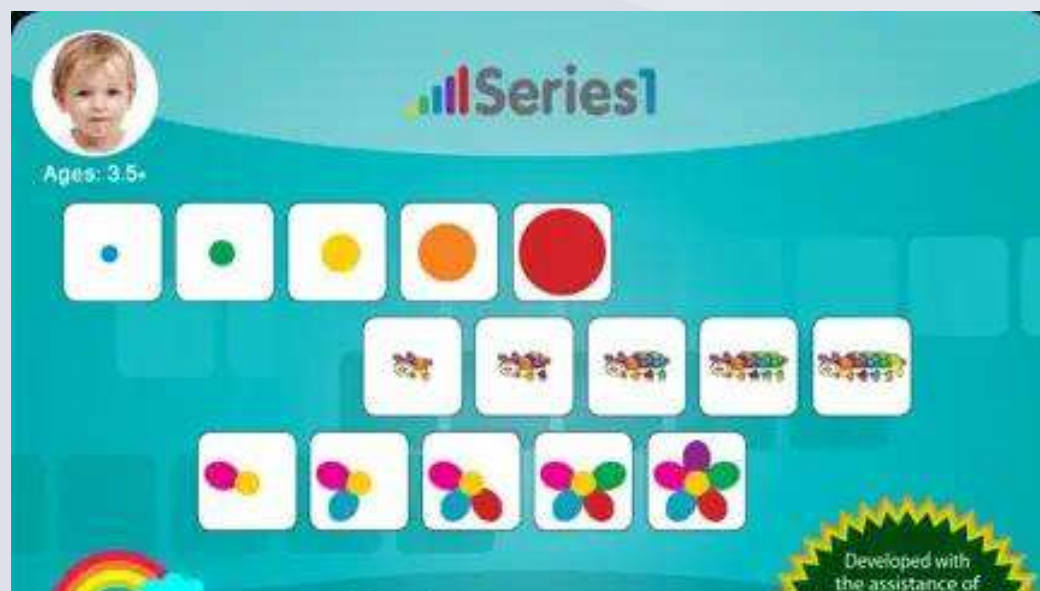 Series1
Ages: 3.5+
Developed with
the assistance of